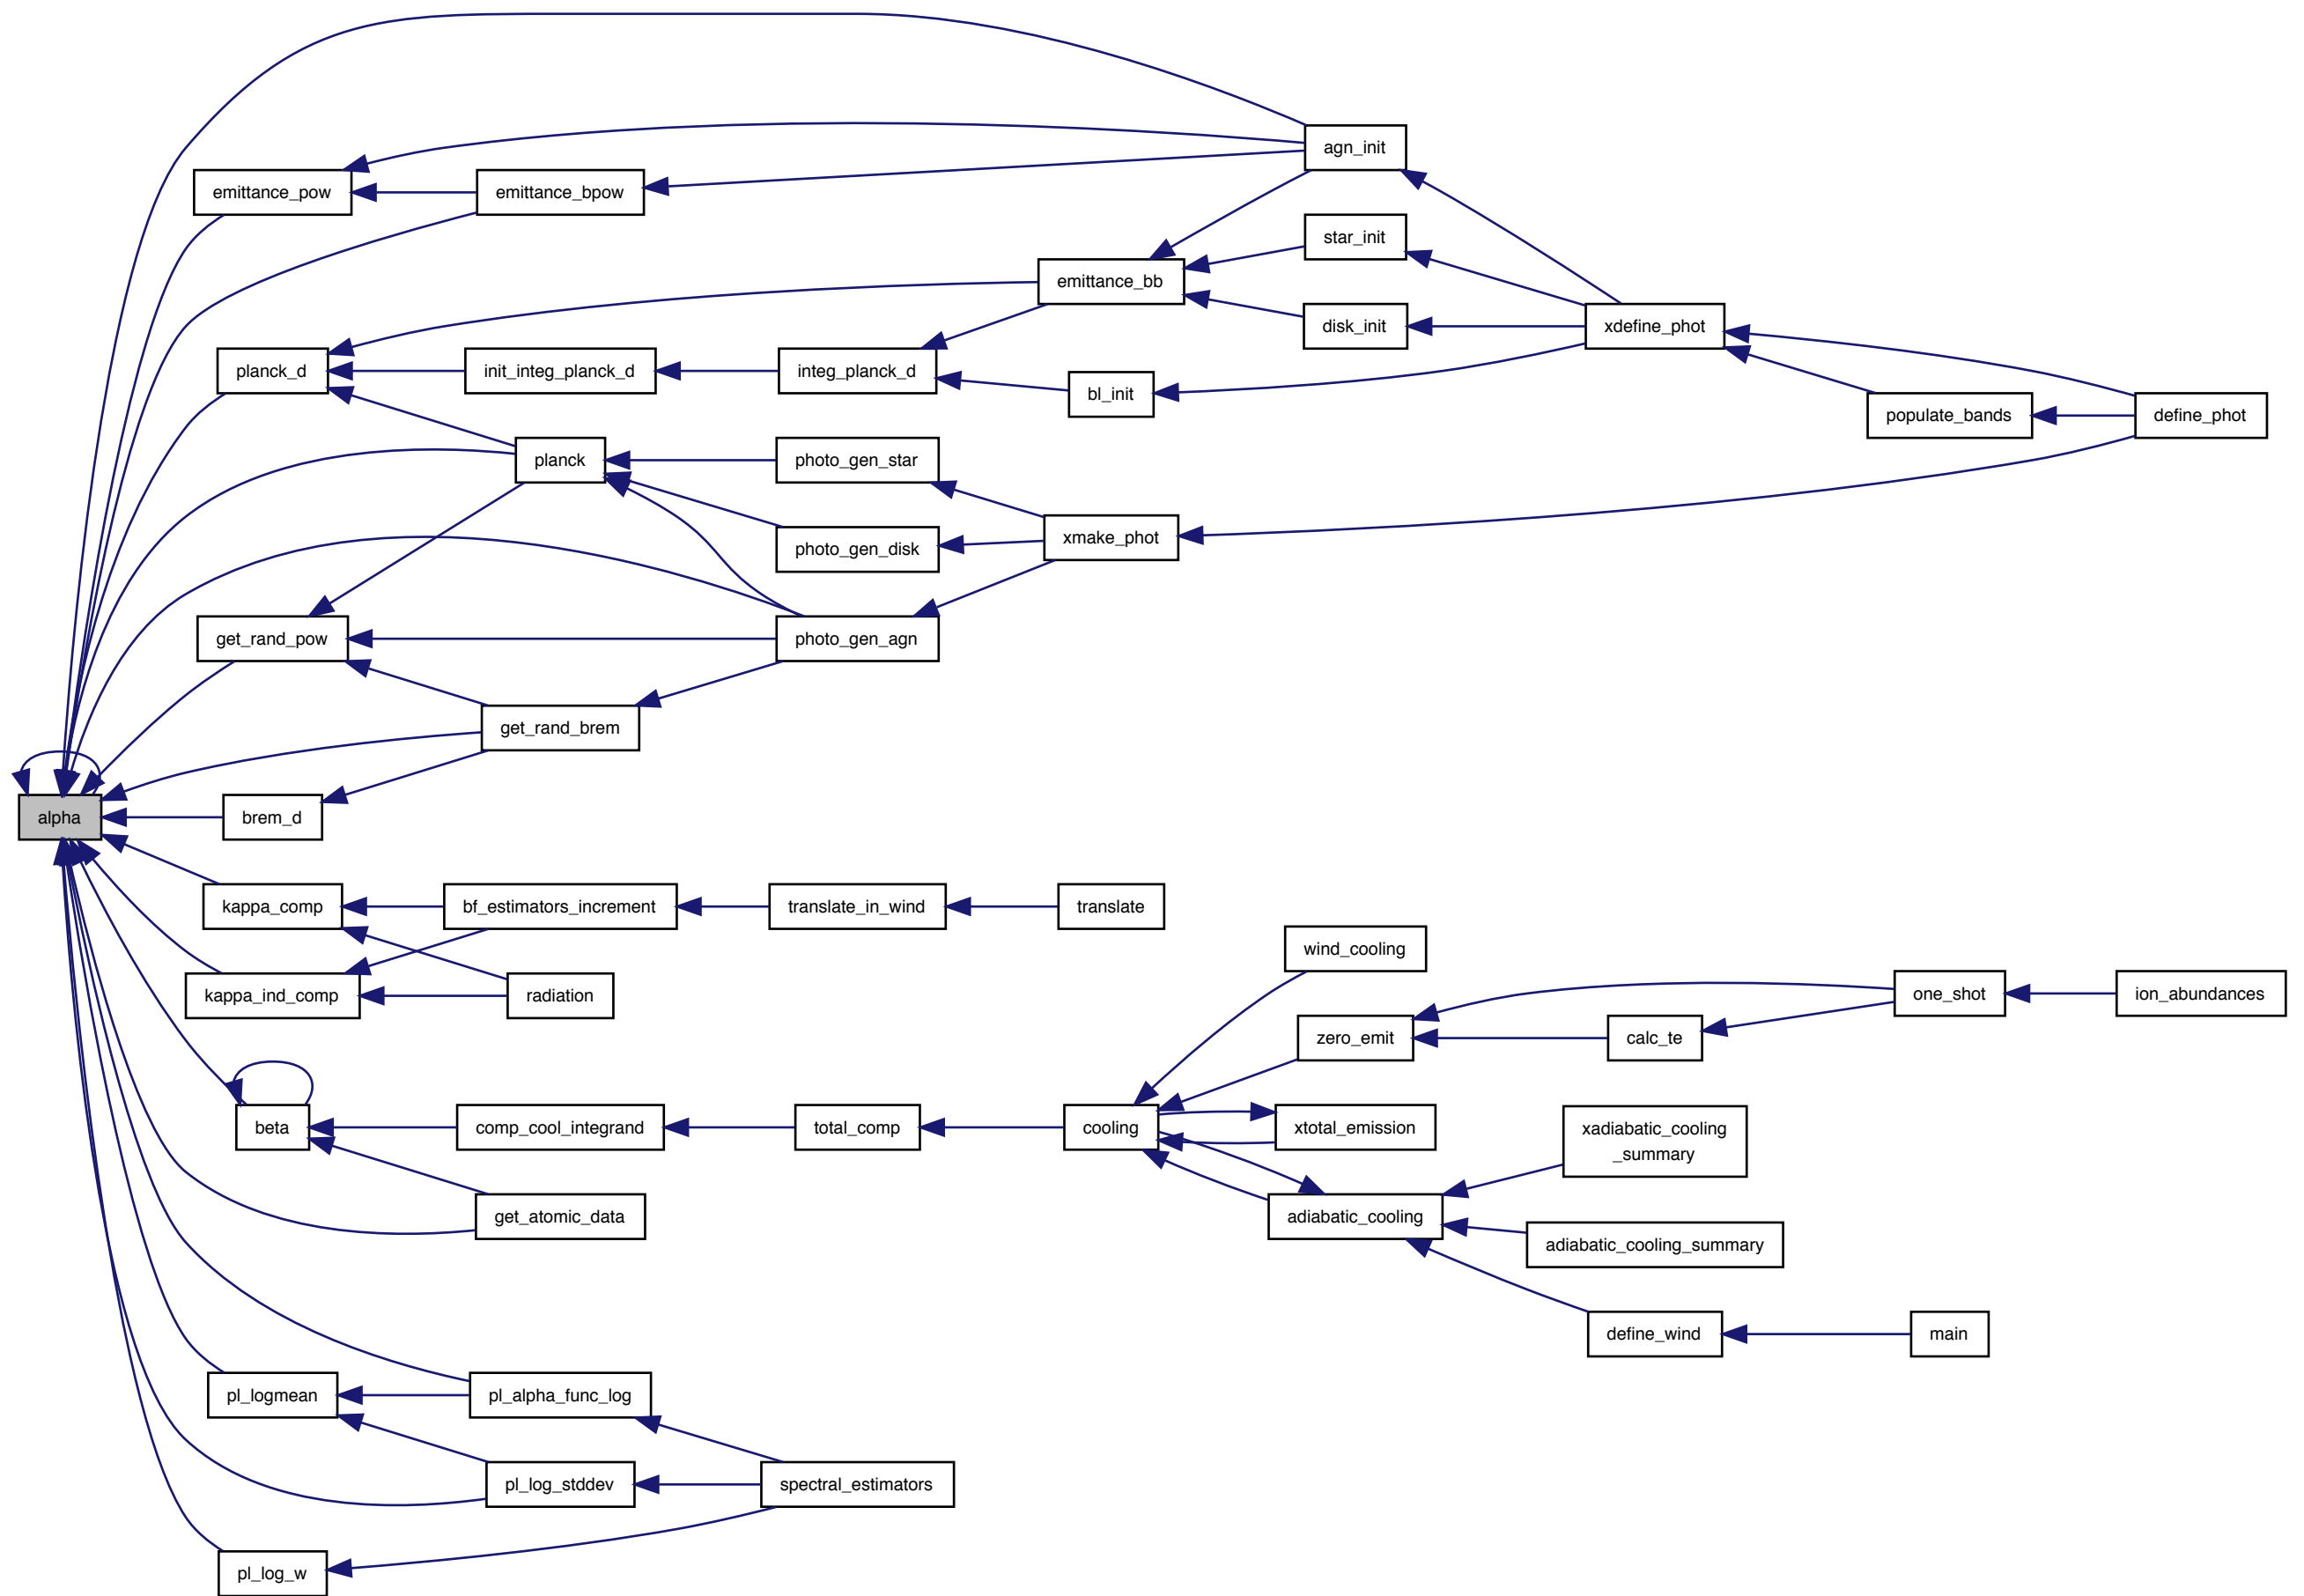 agn_init
emittance_pow
emittance_bpow
star_init
emittance_bb
disk_init
xdefine_phot
planck_d
init_integ_planck_d
integ_planck_d
bl_init
populate_bands
define_phot
planck
photo_gen_star
xmake_phot
photo_gen_disk
get_rand_pow
photo_gen_agn
get_rand_brem
alpha
brem_d
kappa_comp
bf_estimators_increment
translate_in_wind
translate
wind_cooling
kappa_ind_comp
radiation
one_shot
ion_abundances
zero_emit
calc_te
beta
comp_cool_integrand
total_comp
cooling
xtotal_emission
xadiabatic_cooling
_summary
get_atomic_data
adiabatic_cooling
adiabatic_cooling_summary
define_wind
main
pl_logmean
pl_alpha_func_log
pl_log_stddev
spectral_estimators
pl_log_w